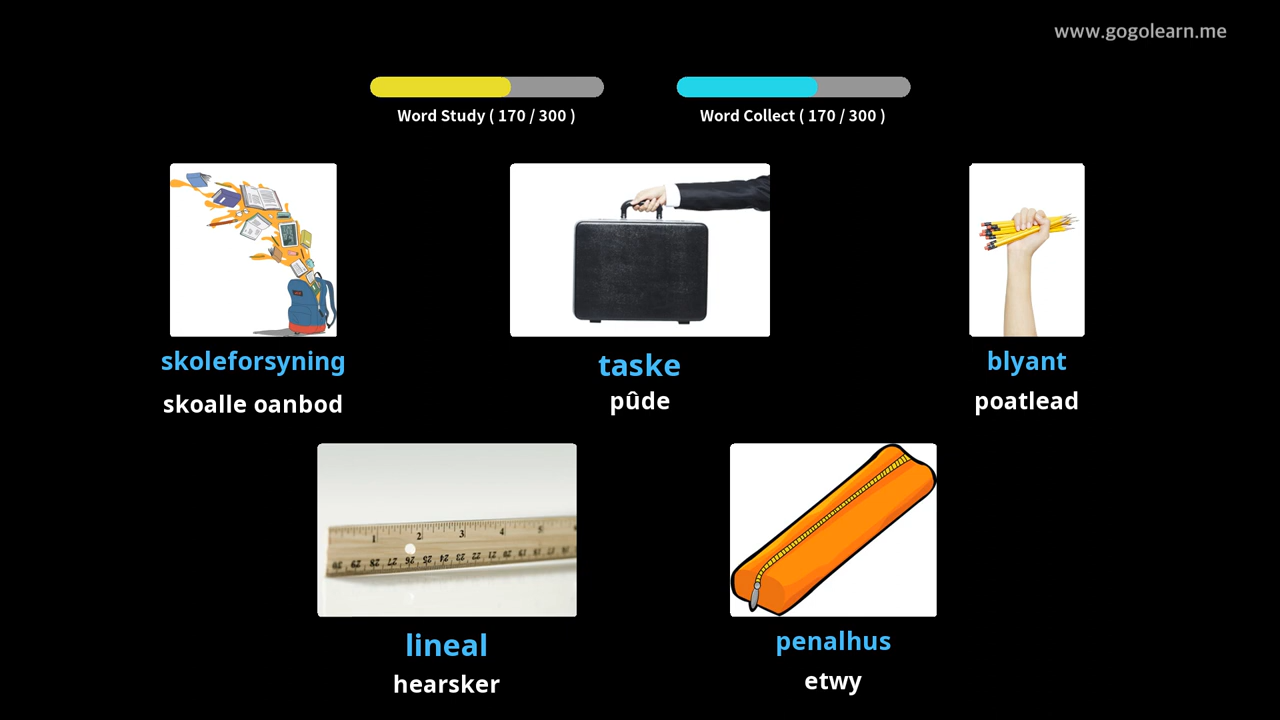 www.gogolearn.me
Word Study ( 170 / 300 )
Word Collect ( 170 / 300 )
skoleforsyning
skoalle oanbod
taske
pûde
blyant
poatlead
lineal
hearsker
penalhus
etwy